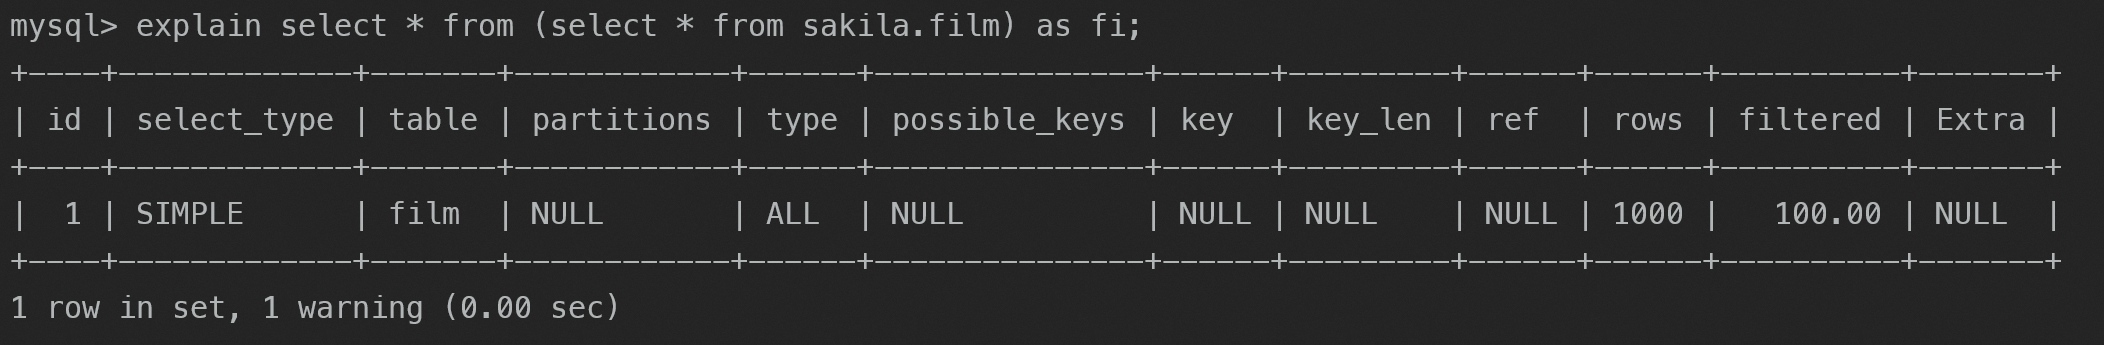 mysql> explain select * from (select * from sakila.film) as fi;
+----+-------------+-------+------------+------+---------------+------+---------+------+------+----------+-------+
| id | select_type | table | partitions | type | possible_keys | key  | key_len | ref  | rows | filtered | Extra |
+----+-------------+-------+------------+------+---------------+------+---------+------+------+----------+-------+
|  1 | SIMPLE      | film  | NULL       | ALL  | NULL          | NULL | NULL    | NULL | 1000 |   100.00 | NULL  |
+----+-------------+-------+------------+------+---------------+------+---------+------+------+----------+-------+
1 row in set, 1 warning (0.00 sec)